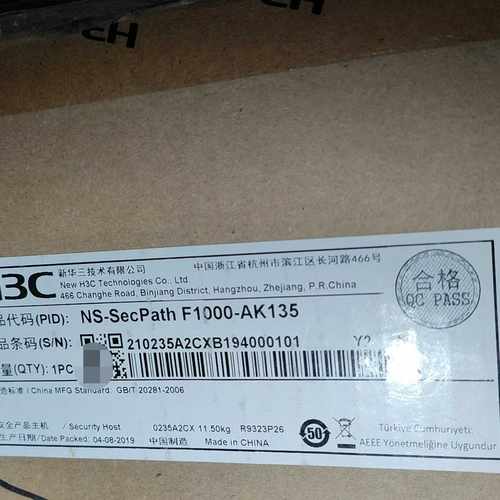 H3C
H3C
新华三技术有限公司 中国浙江省杭州市滨江区长河路466号
New H3C Technologies Co., Ltd.
466 Changhe Road, Binjiang District, Hangzhou, Zhejiang, P.R.China
合格
QC PASS
品代码(PID): NS-SecPath F1000-AK135
品条码(S/N): 210235A2CXB194000101 Y2
量(QTY): 1PC
造标准 / China MFG Standard: GB/T 20281-2006
安全产品主机 / Security Host 0235A2CX 11.50kg R9323P26
生产日期/Date Packed: 04-08-2019 中国制造 Made in CHINA
50
Türkiye Cumhuriyeti:
AEEE Yönetmeliğine Uygundur